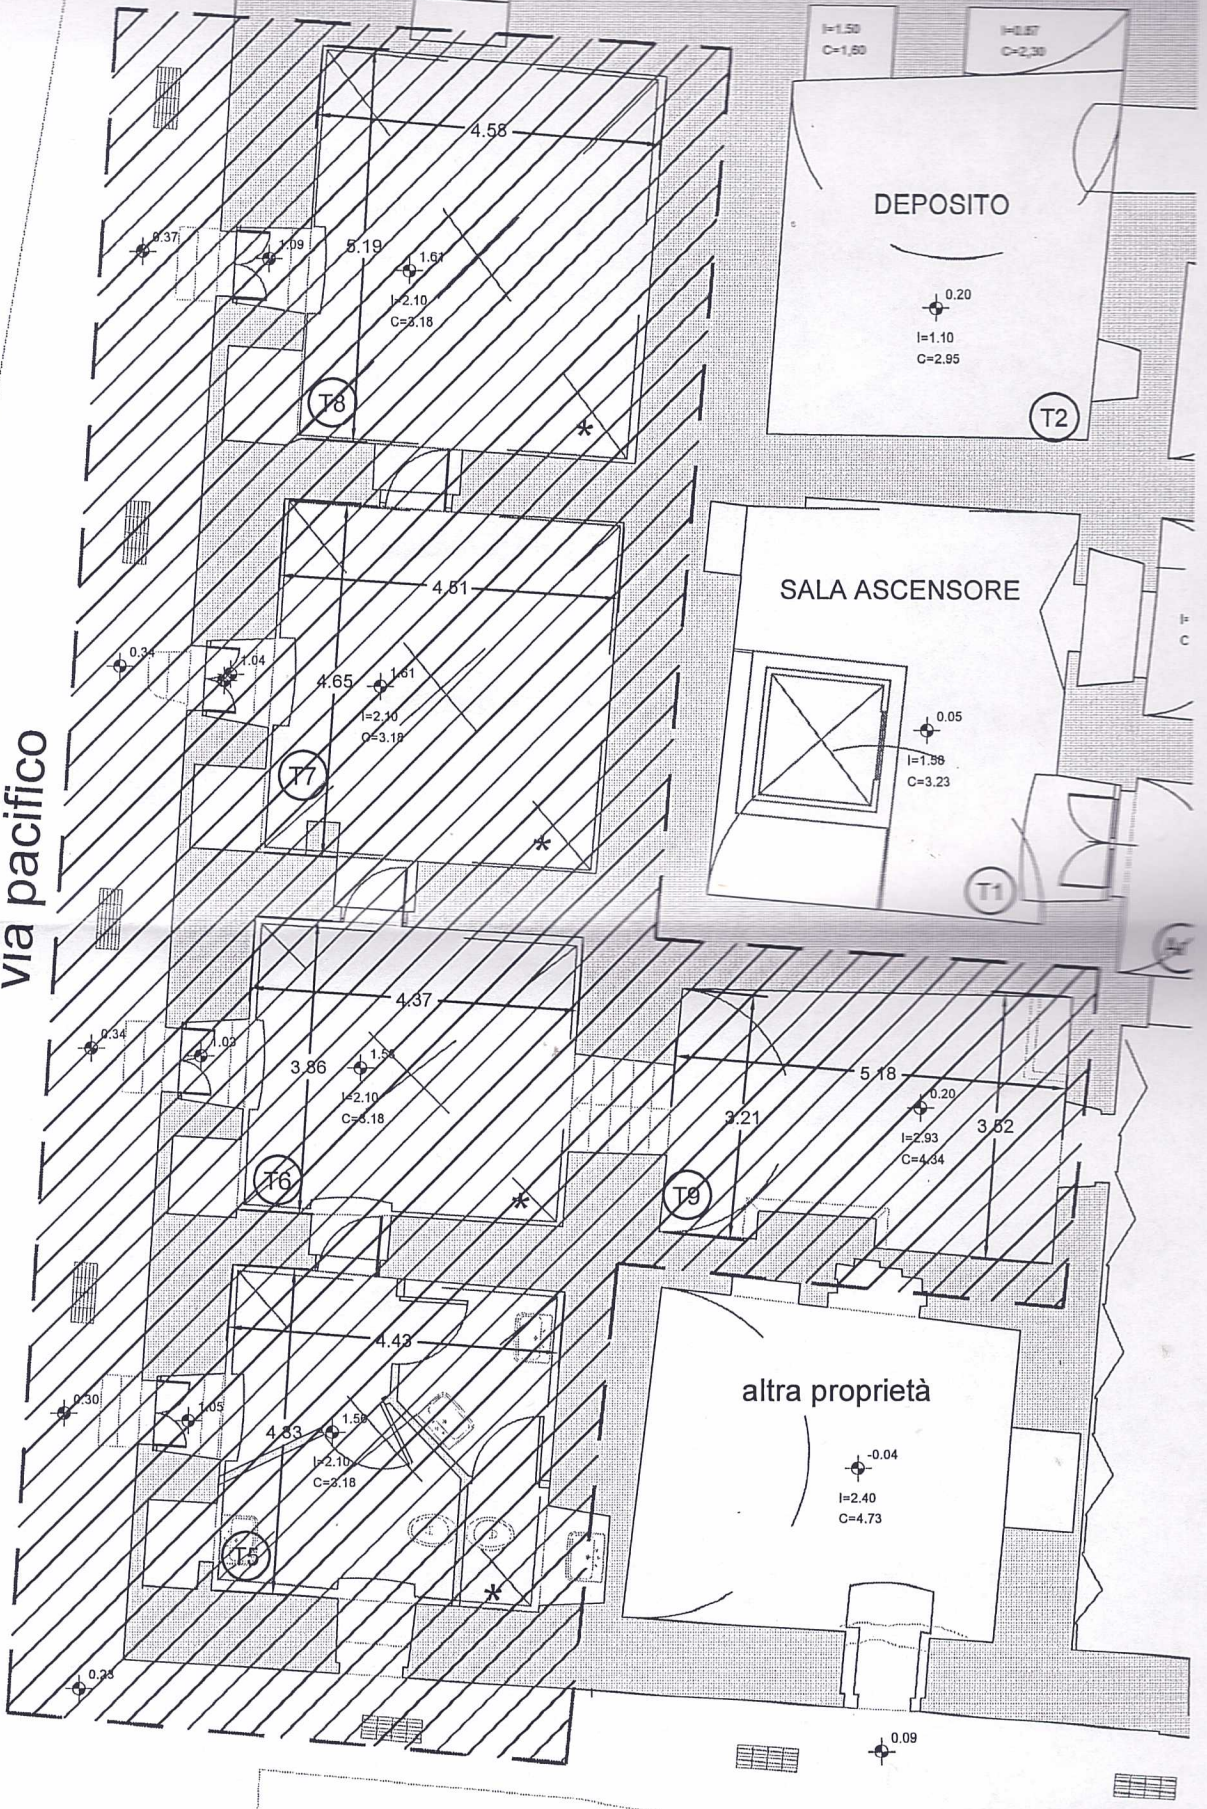 I=1.50
C=1,60
I=0.67
C=2,30
4.58
DEPOSITO
0.37
1.09
5.19
1.61
I=2.10
C=3.18
0.20
I=1.10
C=2.95
T8
*
T2
4.51
SALA ASCENSORE
0.34
1.04
4.65
1.61
I=2.10
C=3.18
I=
C
0.05
I=1.58
C=3.23
T7
*
T1
via pacifico
4.37
0.34
1.03
3.86
I=2.10
C=3.18
5.18
0.20
3.21
I=2.93
C=4.34
3.52
T6
*
T9
4.43
0.30
1.05
4.83
I=2.10
C=3.18
altra proprietà
-0.04
I=2.40
C=4.73
T5
*
0.23
0.09